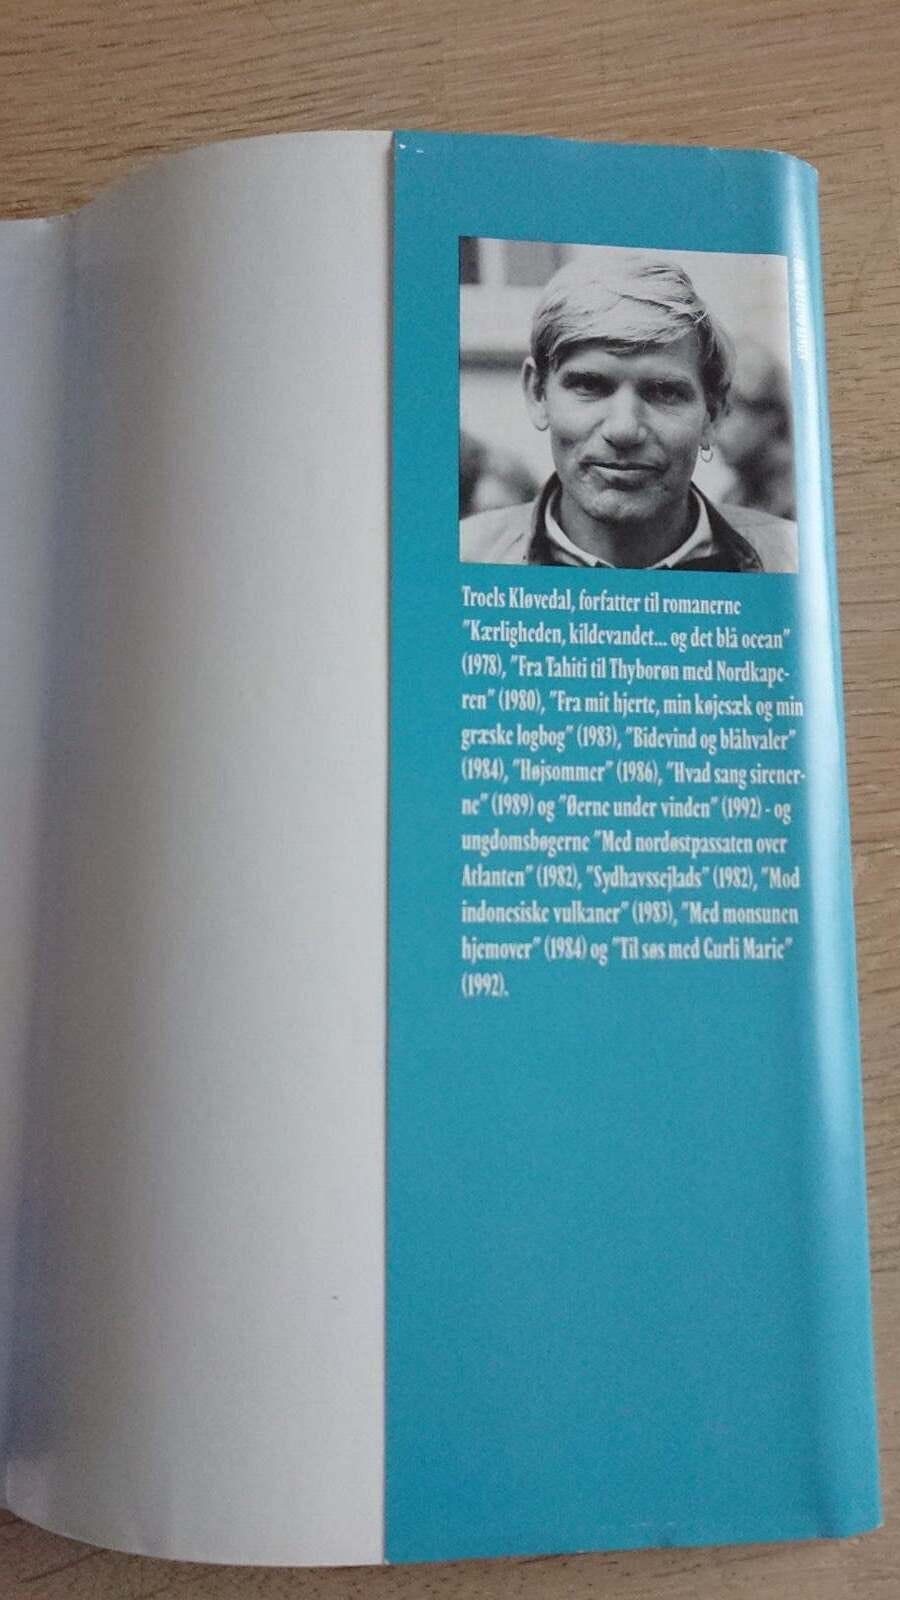 Troels Kløvedal, forfatter til romanerne
"Kærligheden, kildevandet... og det blå ocean"
(1978), "Fra Tahiti til Thyborøn med Nordkape-
ren" (1980), "Fra mit hjerte, min køjesæk og min
græske logbog" (1983), "Bidevind og blåhvaler"
(1984), "Højsommer" (1986), "Hvad sang sirener-
ne" (1989) og "Øerne under vinden" (1992) - og
ungdomsbøgerne "Med nordøstpassaten over
Atlanten" (1982), "Sydhavssejlads" (1982), "Mod
indonesiske vulkaner" (1983), "Med monsunen
hjemover" (1984) og "Til søs med Gurli Marie"
(1992).